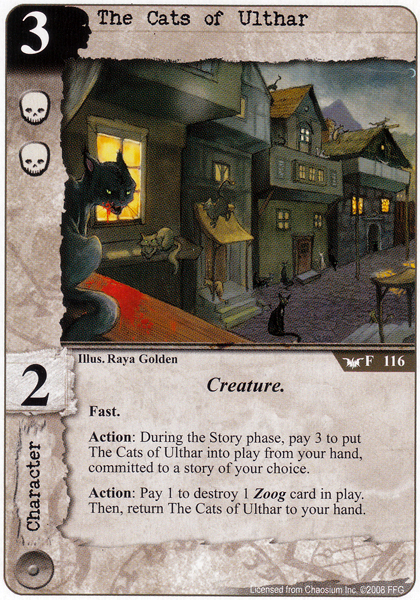 3
The Cats of Ulthar
Illus. Raya Golden
F 116
2
Creature.
Fast.
Action: During the Story phase, pay 3 to put
The Cats of Ulthar into play from your hand,
committed to a story of your choice.
Action: Pay 1 to destroy 1 Zoog card in play.
Then, return The Cats of Ulthar to your hand.
Character
Licensed from Chaosium Inc. ©2008 FFG